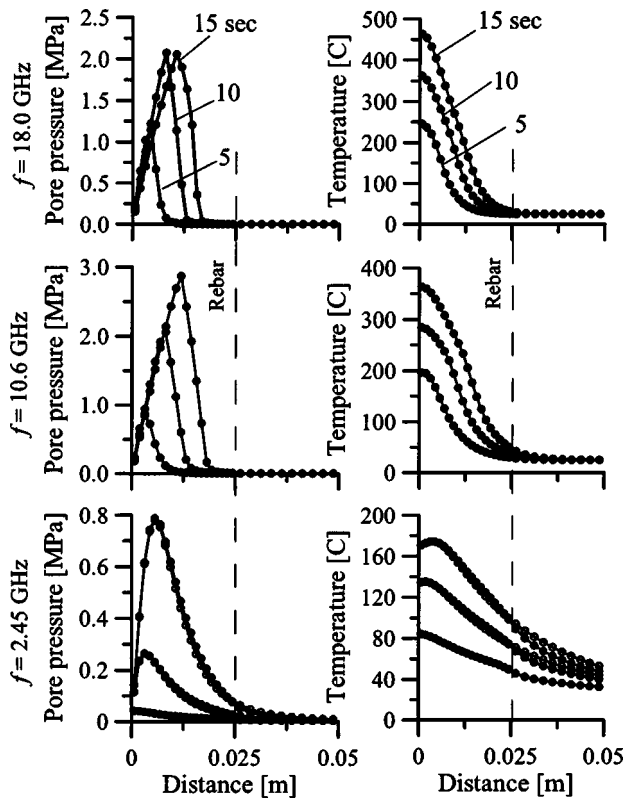 f = 18.0 GHz
Pore pressure [MPa]
2.5
2.0
1.5
1.0
0.5
0.0
15 sec
10
5
Temperature [C]
500
400
300
200
100
0
15 sec
10
5
f = 10.6 GHz
Pore pressure [MPa]
3.0
2.0
1.0
0.0
Rebar
Temperature [C]
400
300
200
100
0
Rebar
f = 2.45 GHz
Pore pressure [MPa]
0.8
0.6
0.4
0.2
0
0 0.025 0.05
Distance [m]
Temperature [C]
200
160
120
80
40
0
0 0.025 0.05
Distance [m]